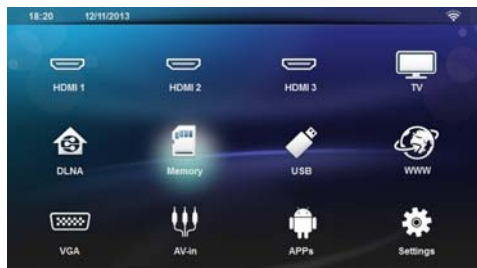 18:20 12/11/2013
HDMI 1 HDMI 2 HDMI 3 TV
DLNA Memory USB WWW
VGA AV-in APPs Settings